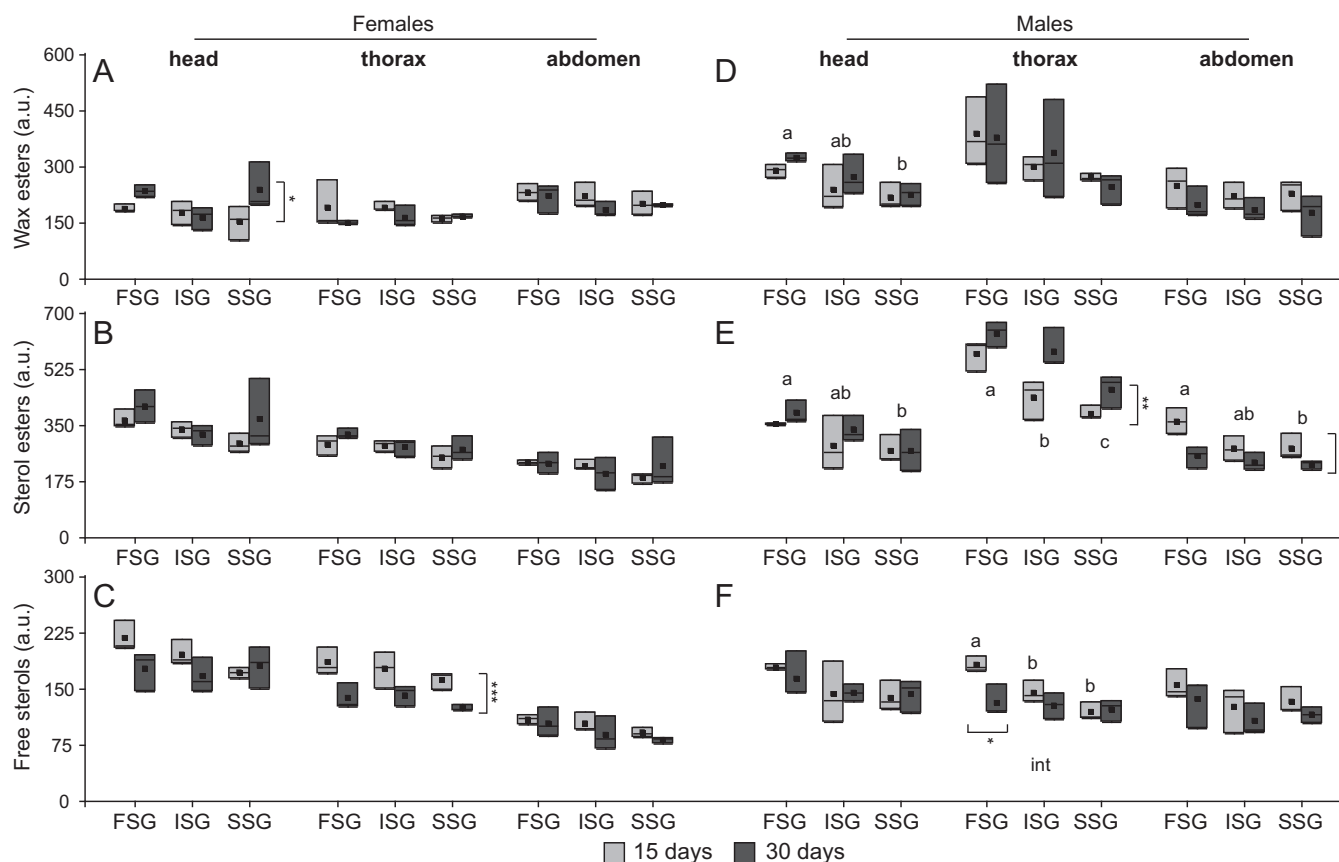 Females
Males
head thorax abdomen
head thorax abdomen
A
D
Wax esters (a.u.)
600
450
300
150
0
*
a ab b
FSG ISG SSG FSG ISG SSG FSG ISG SSG
FSG ISG SSG FSG ISG SSG FSG ISG SSG
B
E
Sterol esters (a.u.)
700
525
350
175
0
a ab b
a b c
**
a ab b
FSG ISG SSG FSG ISG SSG FSG ISG SSG
FSG ISG SSG FSG ISG SSG FSG ISG SSG
C
F
Free sterols (a.u.)
300
225
150
75
0
***
a b b
*
int
FSG ISG SSG FSG ISG SSG FSG ISG SSG
FSG ISG SSG FSG ISG SSG FSG ISG SSG
15 days 30 days